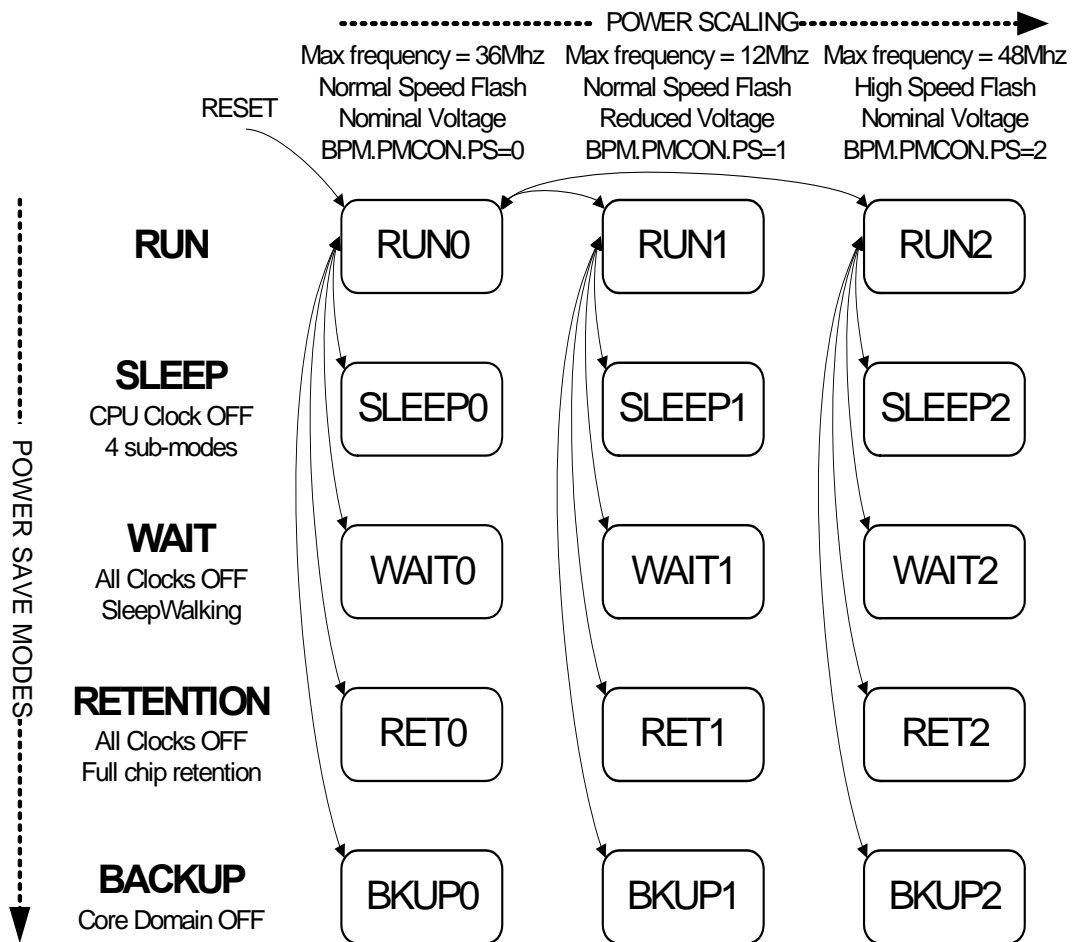 POWER SCALING
Max frequency = 36Mhz
Normal Speed Flash
Nominal Voltage
BPM.PMCON.PS=0
Max frequency = 12Mhz
Normal Speed Flash
Reduced Voltage
BPM.PMCON.PS=1
Max frequency = 48Mhz
High Speed Flash
Nominal Voltage
BPM.PMCON.PS=2
RESET
POWER SAVE MODES
RUN
RUN0
RUN1
RUN2
SLEEP
CPU Clock OFF
4 sub-modes
SLEEP0
SLEEP1
SLEEP2
WAIT
All Clocks OFF
SleepWalking
WAIT0
WAIT1
WAIT2
RETENTION
All Clocks OFF
Full chip retention
RET0
RET1
RET2
BACKUP
Core Domain OFF
BKUP0
BKUP1
BKUP2